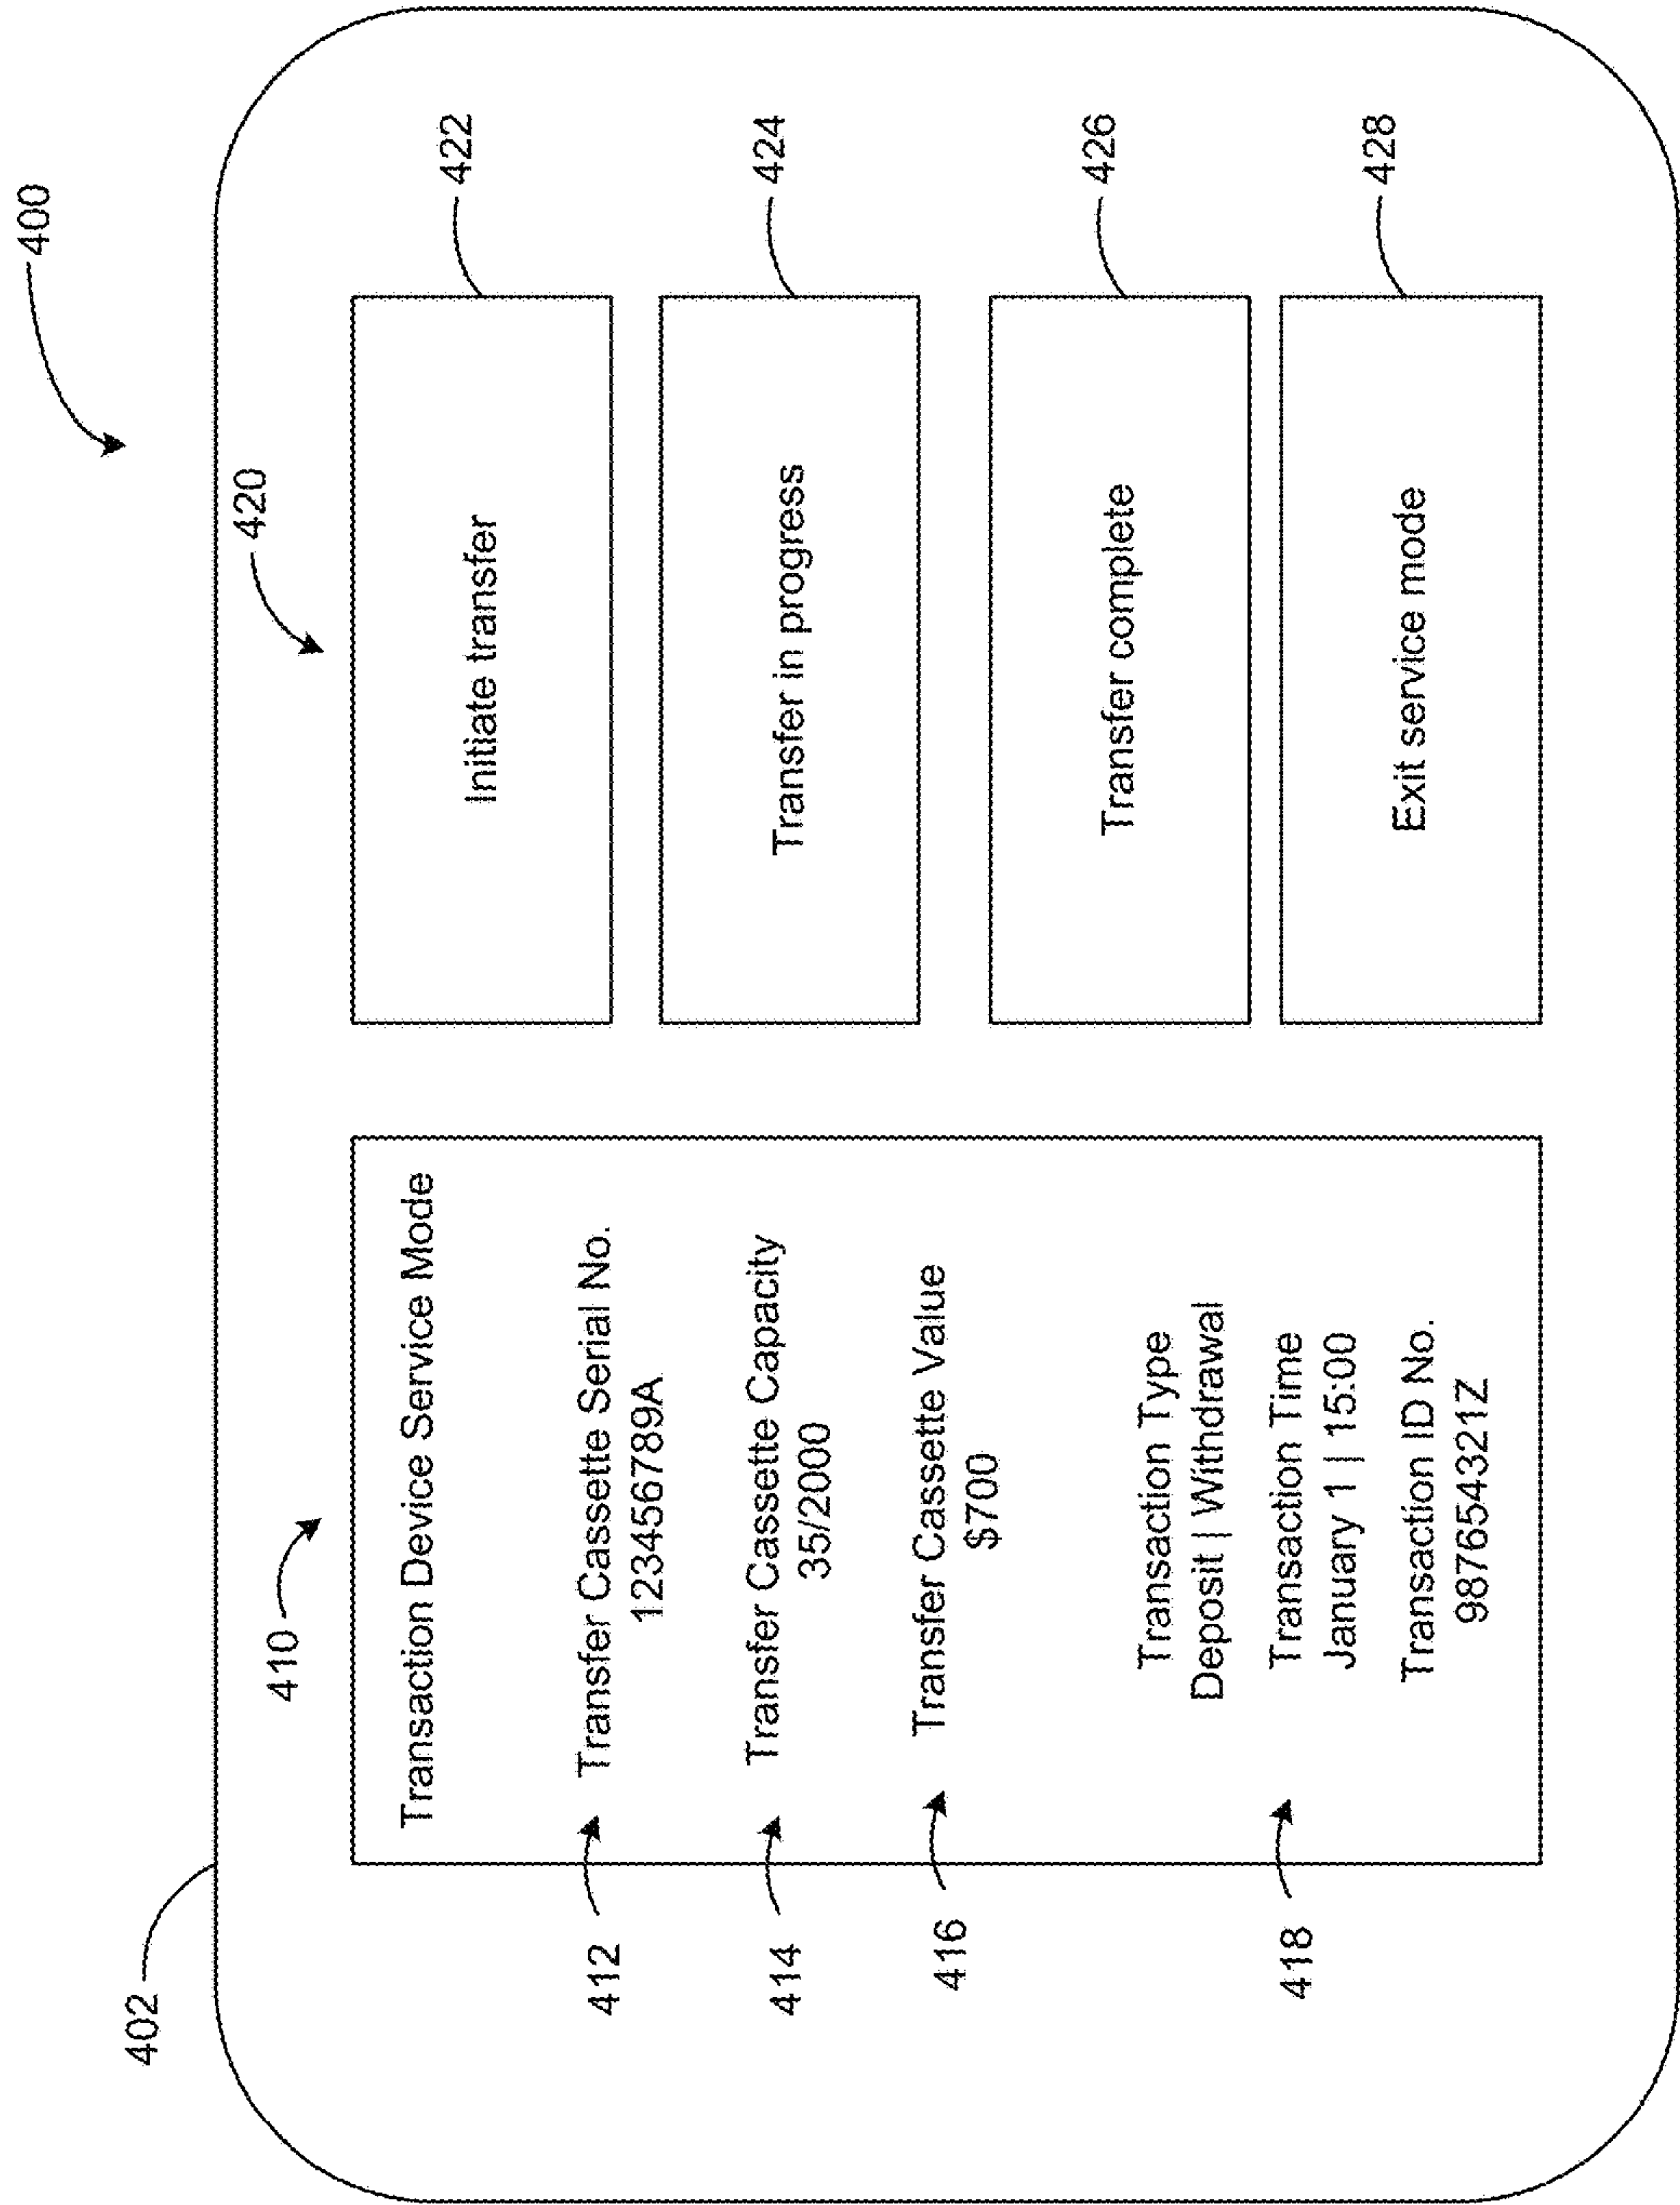 400
402
410
420
Transaction Device Service Mode
412
Transfer Cassette Serial No.
123456789A
414
Transfer Cassette Capacity
35/2000
416
Transfer Cassette Value
$700
418
Transaction Type
Deposit | Withdrawal
Transaction Time
January 1 | 15:00
Transaction ID No.
987654321Z
Initiate transfer
422
Transfer in progress
424
Transfer complete
426
Exit service mode
428